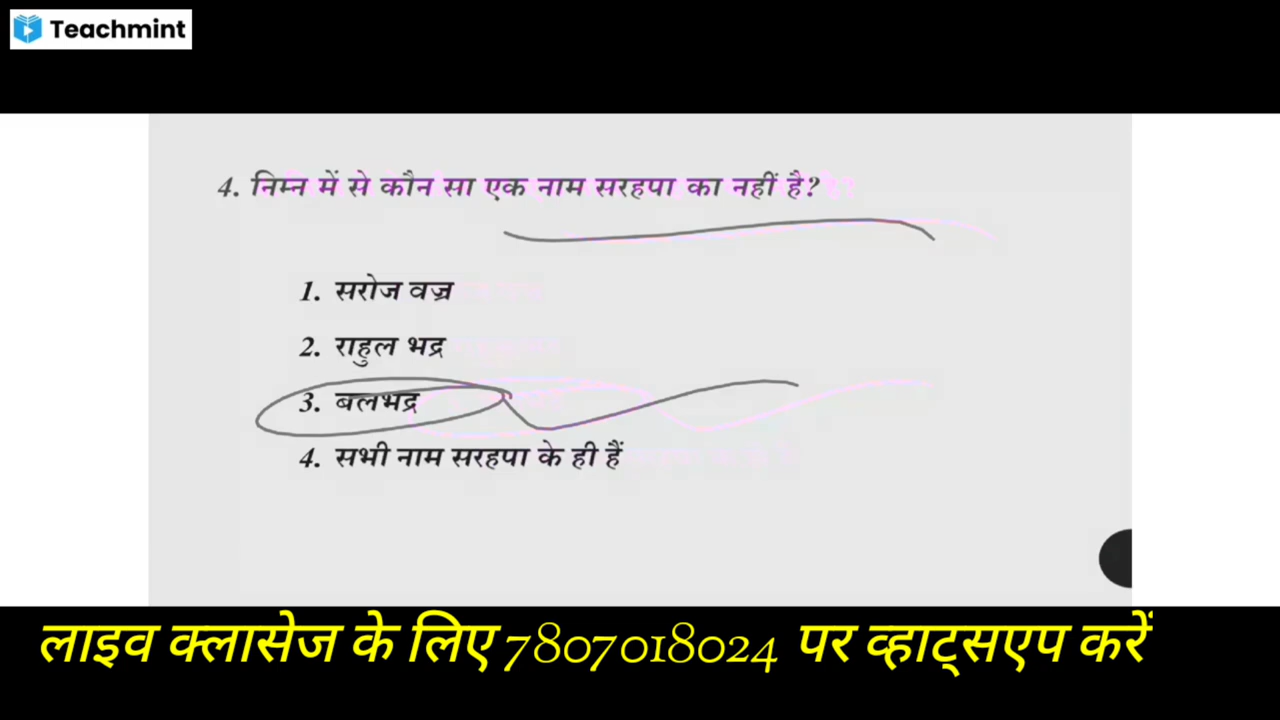 Teachmint
4. निम्न में से कौन सा एक नाम सरहपा का नहीं है?
1. सरोज वज्र
2. राहुल भद्र
3. बलभद्र
4. सभी नाम सरहपा के ही हैं
लाइव क्लासेज के लिए 7807018024 पर व्हाट्सएप करें